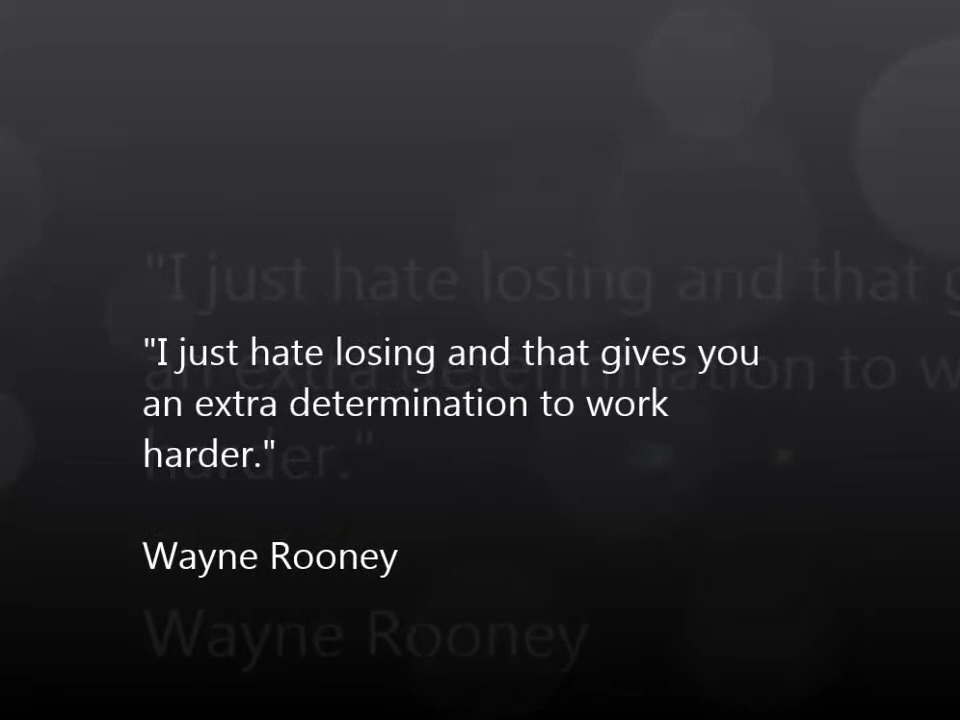 "I just hate losing and that gives you
an extra determination to work
harder."
Wayne Rooney